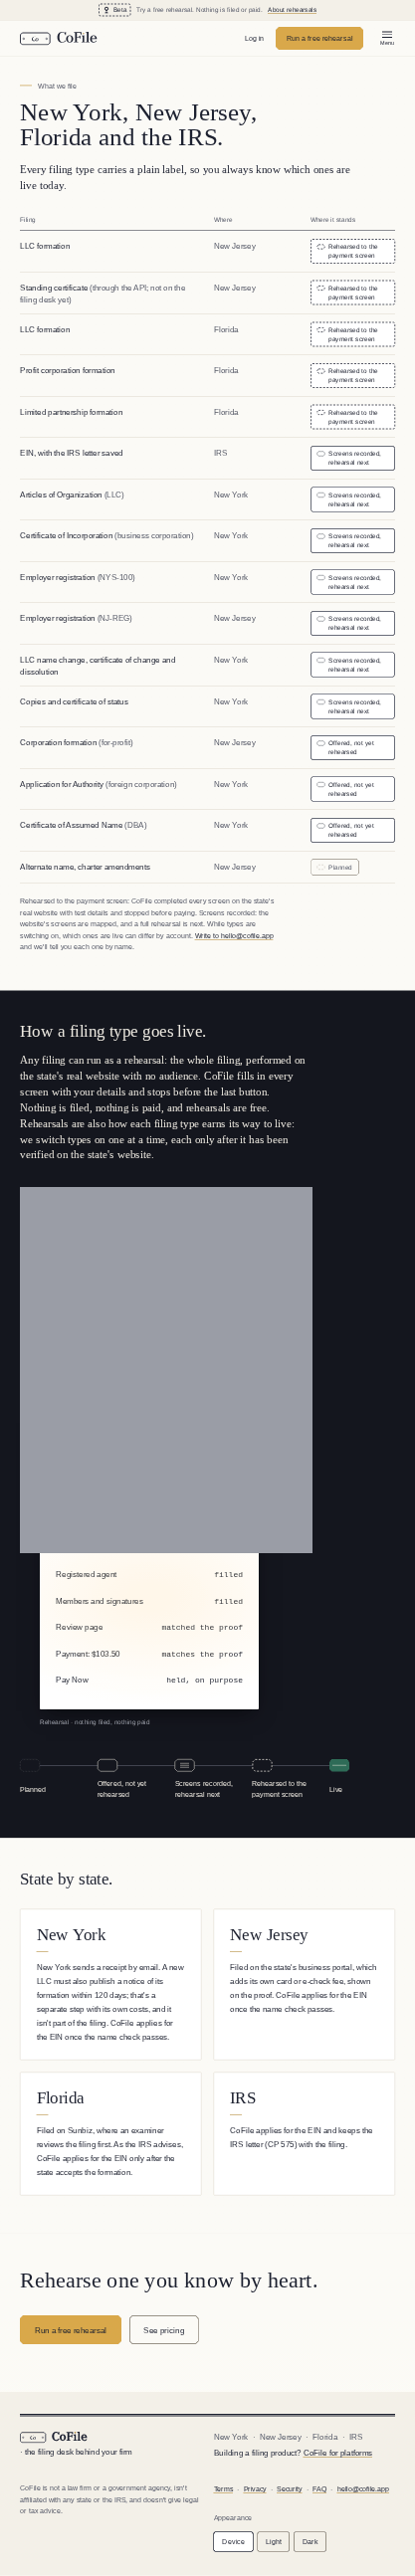 Beta Try a free rehearsal. Nothing is filed or paid. About rehearsals
Co CoFile Log in Run a free rehearsal Menu
What we file
New York, New Jersey,
Florida and the IRS.
Every filing type carries a plain label, so you always know which ones are
live today.
Filing Where Where it stands
LLC formation New Jersey Rehearsed to the
payment screen
Standing certificate (through the API; not on the
filing desk yet) New Jersey Rehearsed to the
payment screen
LLC formation Florida Rehearsed to the
payment screen
Profit corporation formation Florida Rehearsed to the
payment screen
Limited partnership formation Florida Rehearsed to the
payment screen
EIN, with the IRS letter saved IRS Screens recorded,
rehearsal next
Articles of Organization (LLC) New York Screens recorded,
rehearsal next
Certificate of Incorporation (business corporation) New York Screens recorded,
rehearsal next
Employer registration (NYS-100) New York Screens recorded,
rehearsal next
Employer registration (NJ-REG) New Jersey Screens recorded,
rehearsal next
LLC name change, certificate of change and
dissolution New York Screens recorded,
rehearsal next
Copies and certificate of status New York Screens recorded,
rehearsal next
Corporation formation (for-profit) New Jersey Offered, not yet
rehearsed
Application for Authority (foreign corporation) New York Offered, not yet
rehearsed
Certificate of Assumed Name (DBA) New York Offered, not yet
rehearsed
Alternate name, charter amendments New Jersey Planned
Rehearsed to the payment screen: CoFile completed every screen on the state's
real website with test details and stopped before paying. Screens recorded: the
website's screens are mapped, and a full rehearsal is next. While types are
switching on, which ones are live can differ by account. Write to hello@cofile.app
and we'll tell you each one by name.
How a filing type goes live.
Any filing can run as a rehearsal: the whole filing, performed on
the state's real website with no audience. CoFile fills in every
screen with your details and stops before the last button.
Nothing is filed, nothing is paid, and rehearsals are free.
Rehearsals are also how each filing type earns its way to live:
we switch types on one at a time, each only after it has been
verified on the state's website.
Registered agent filled
Members and signatures filled
Review page matched the proof
Payment: $103.50 matches the proof
Pay Now held, on purpose
Rehearsal · nothing filed, nothing paid
Planned
Offered, not yet
rehearsed
Screens recorded,
rehearsal next
Rehearsed to the
payment screen
Live
State by state.
New York
New York sends a receipt by email. A new
LLC must also publish a notice of its
formation within 120 days; that's a
separate step with its own costs, and it
isn't part of the filing. CoFile applies for
the EIN once the name check passes.
New Jersey
Filed on the state's business portal, which
adds its own card or e-check fee, shown
on the proof. CoFile applies for the EIN
once the name check passes.
Florida
Filed on Sunbiz, where an examiner
reviews the filing first. As the IRS advises,
CoFile applies for the EIN only after the
state accepts the formation.
IRS
CoFile applies for the EIN and keeps the
IRS letter (CP 575) with the filing.
Rehearse one you know by heart.
Run a free rehearsal See pricing
Co CoFile
· the filing desk behind your firm
New York · New Jersey · Florida · IRS
Building a filing product? CoFile for platforms
CoFile is not a law firm or a government agency, isn't
affiliated with any state or the IRS, and doesn't give legal
or tax advice.
Terms · Privacy · Security · FAQ · hello@cofile.app
Appearance
Device Light Dark